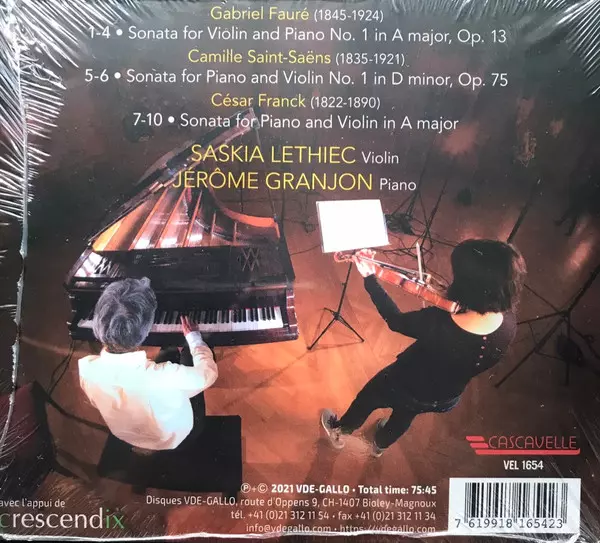 Gabriel Fauré (1845-1924)
1-4 • Sonata for Violin and Piano No. 1 in A major, Op. 13
Camille Saint-Saëns (1835-1921)
5-6 • Sonata for Piano and Violin No. 1 in D minor, Op. 75
César Franck (1822-1890)
7-10 • Sonata for Piano and Violin in A major
SASKIA LETHIEC Violin
JÉRÔME GRANJON Piano
CASCAVELLE
VEL 1654
avec l'appui de
crescendix
℗+© 2021 VDE-GALLO • Total time: 75:45
Disques VDE-GALLO, route d'Oppens 9, CH-1407 Bioley-Magnoux
tél. +41 (0)21 312 11 54 • fax +41 (0)21 312 11 34
info@vdegallo.com • https://vdegallo.com
7 619918 165423